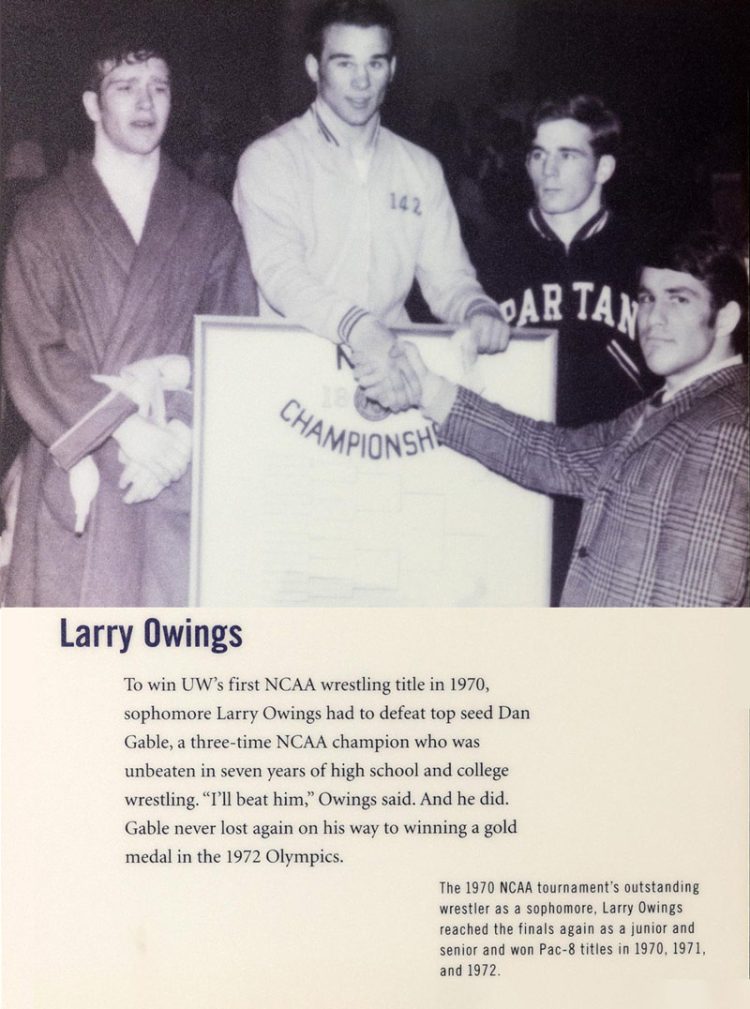 142
PARTAN
CHAMPIONSH
Larry Owings
To win UW's first NCAA wrestling title in 1970,
sophomore Larry Owings had to defeat top seed Dan
Gable, a three-time NCAA champion who was
unbeaten in seven years of high school and college
wrestling. “I'll beat him,” Owings said. And he did.
Gable never lost again on his way to winning a gold
medal in the 1972 Olympics.
The 1970 NCAA tournament's outstanding
wrestler as a sophomore, Larry Owings
reached the finals again as a junior and
senior and won Pac-8 titles in 1970, 1971,
and 1972.